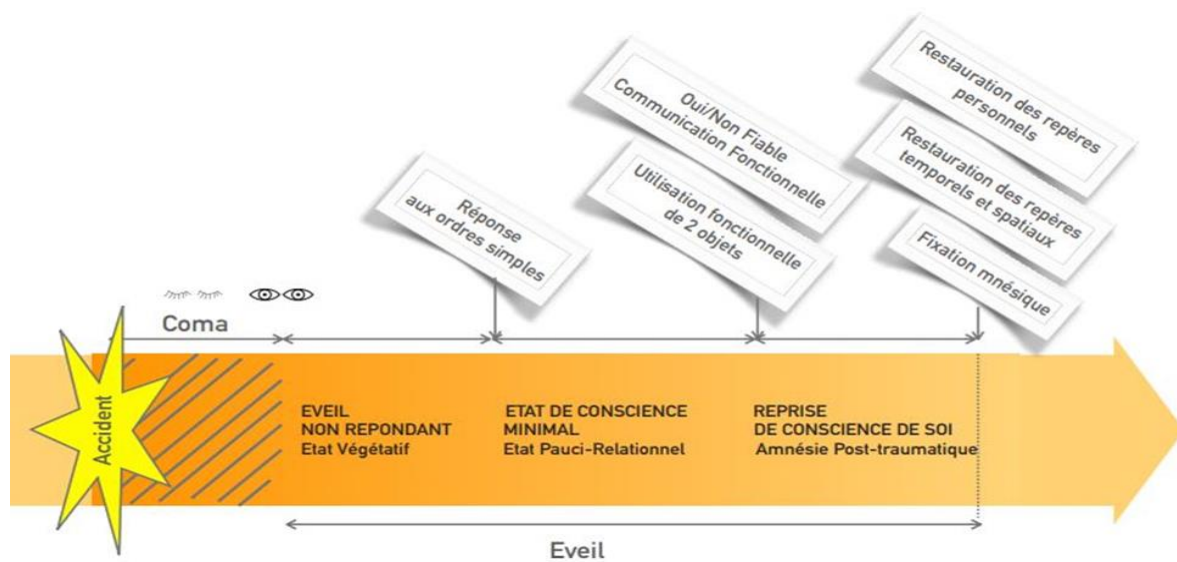 Restauration des repères
personnels
Oui/Non Fiable
Communication Fonctionnelle
Restauration des repères
temporels et spatiaux
Réponse
aux ordres simples
Utilisation fonctionnelle
de 2 objets
Fixation mnésique
Coma
Accident
EVEIL
NON REPONDANT
Etat Végétatif
ETAT DE CONSCIENCE
MINIMAL
Etat Pauci-Relationnel
REPRISE
DE CONSCIENCE DE SOI
Amnésie Post-traumatique
Eveil